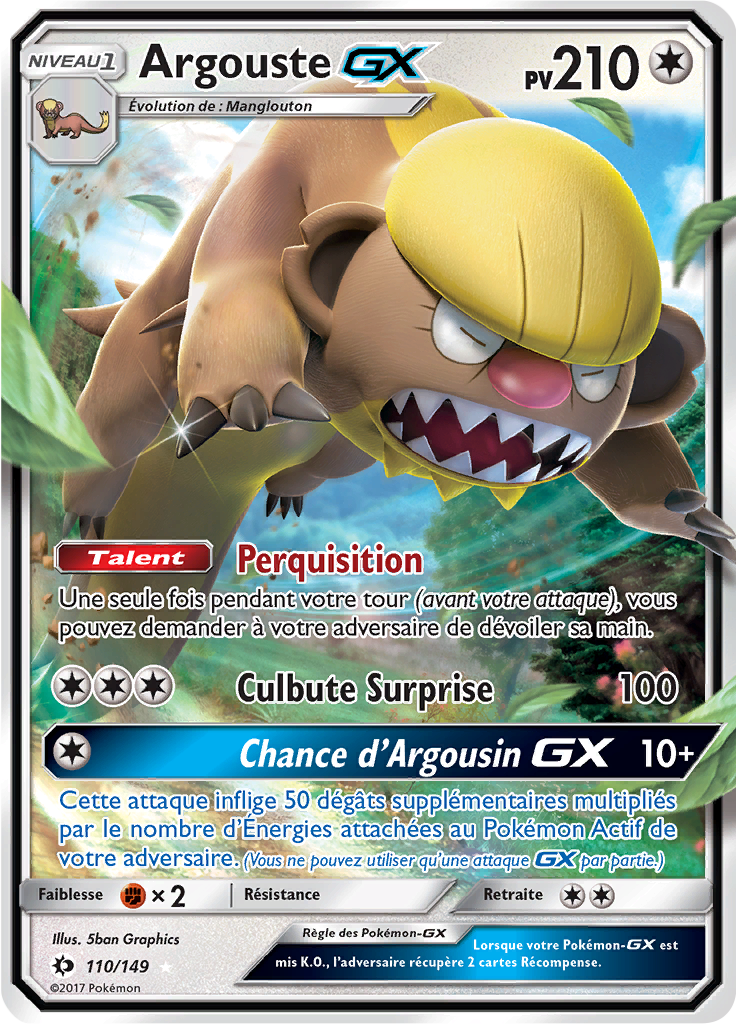 NIVEAU1
Argouste GX
PV210
Évolution de : Manglouton
Talent Perquisition
Une seule fois pendant votre tour (avant votre attaque), vous
pouvez demander à votre adversaire de dévoiler sa main.
Culbute Surprise 100
Chance d'Argousin GX 10+
Cette attaque inflige 50 dégâts supplémentaires multipliés
par le nombre d'Énergies attachées au Pokémon Actif de
votre adversaire. (Vous ne pouvez utiliser qu'une attaque GX par partie.)
Faiblesse × 2 Résistance Retraite
Illus. 5ban Graphics
110/149
©2017 Pokémon
Règle des Pokémon-GX
Lorsque votre Pokémon-GX est
mis K.O., l'adversaire récupère 2 cartes Récompense.